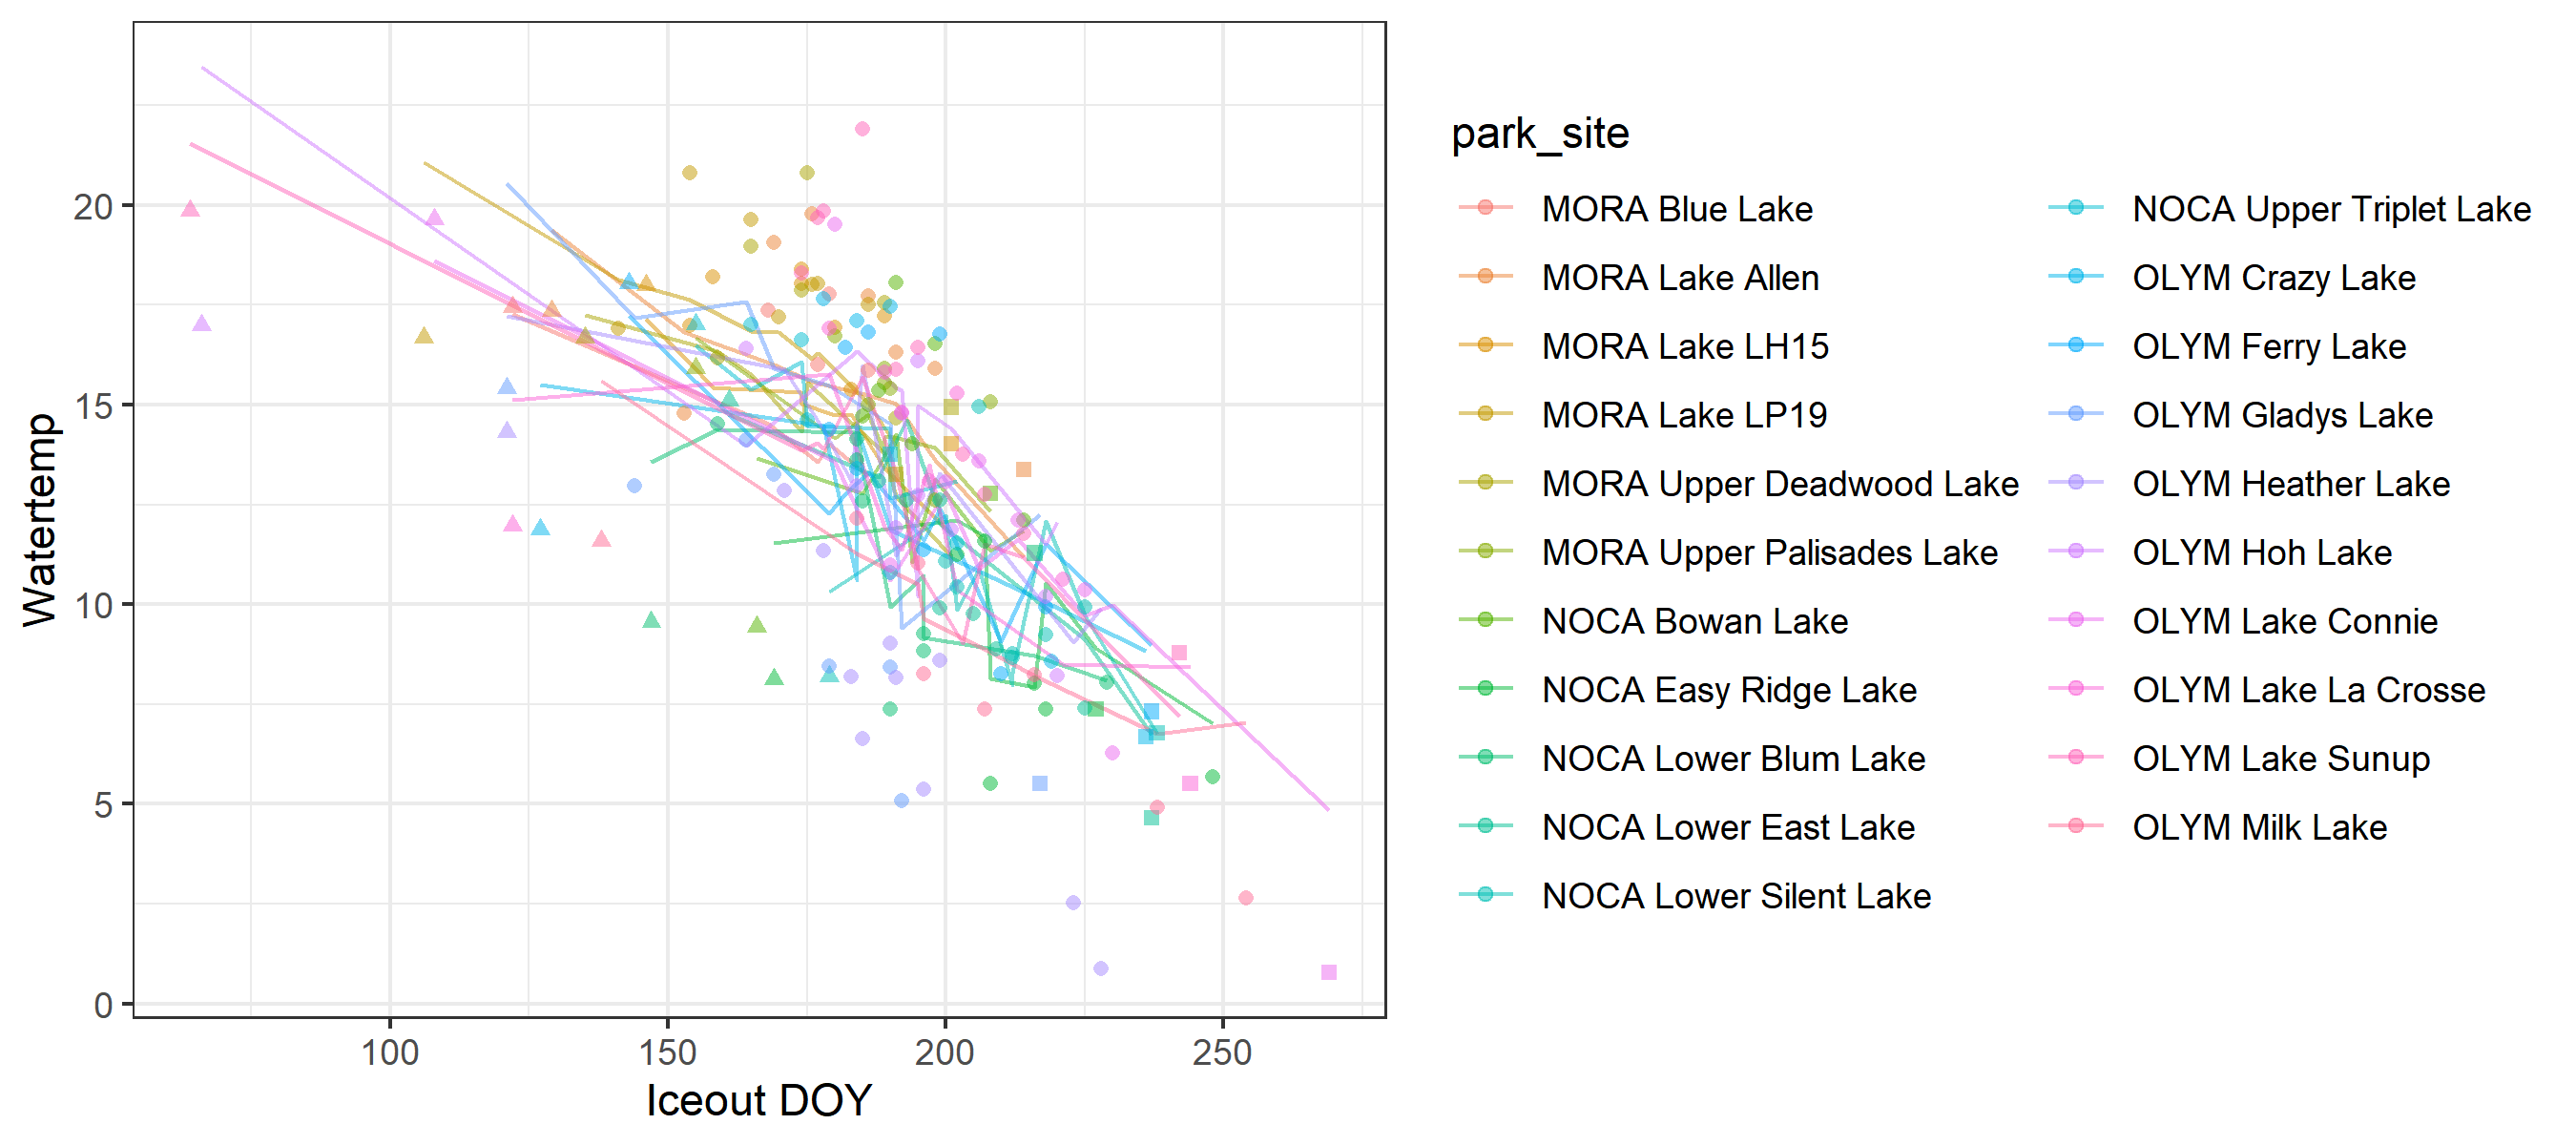 20
15
10
5
0
Watertemp
100 150 200 250
Iceout DOY
park_site
MORA Blue Lake
MORA Lake Allen
MORA Lake LH15
MORA Lake LP19
MORA Upper Deadwood Lake
MORA Upper Palisades Lake
NOCA Bowan Lake
NOCA Easy Ridge Lake
NOCA Lower Blum Lake
NOCA Lower East Lake
NOCA Lower Silent Lake
NOCA Upper Triplet Lake
OLYM Crazy Lake
OLYM Ferry Lake
OLYM Gladys Lake
OLYM Heather Lake
OLYM Hoh Lake
OLYM Lake Connie
OLYM Lake La Crosse
OLYM Lake Sunup
OLYM Milk Lake